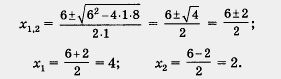 x₁,₂ = (6±√(6²−4·1·8))/(2·1) = (6±√4)/2 = (6±2)/2;
x₁ = (6+2)/2 = 4; x₂ = (6−2)/2 = 2.